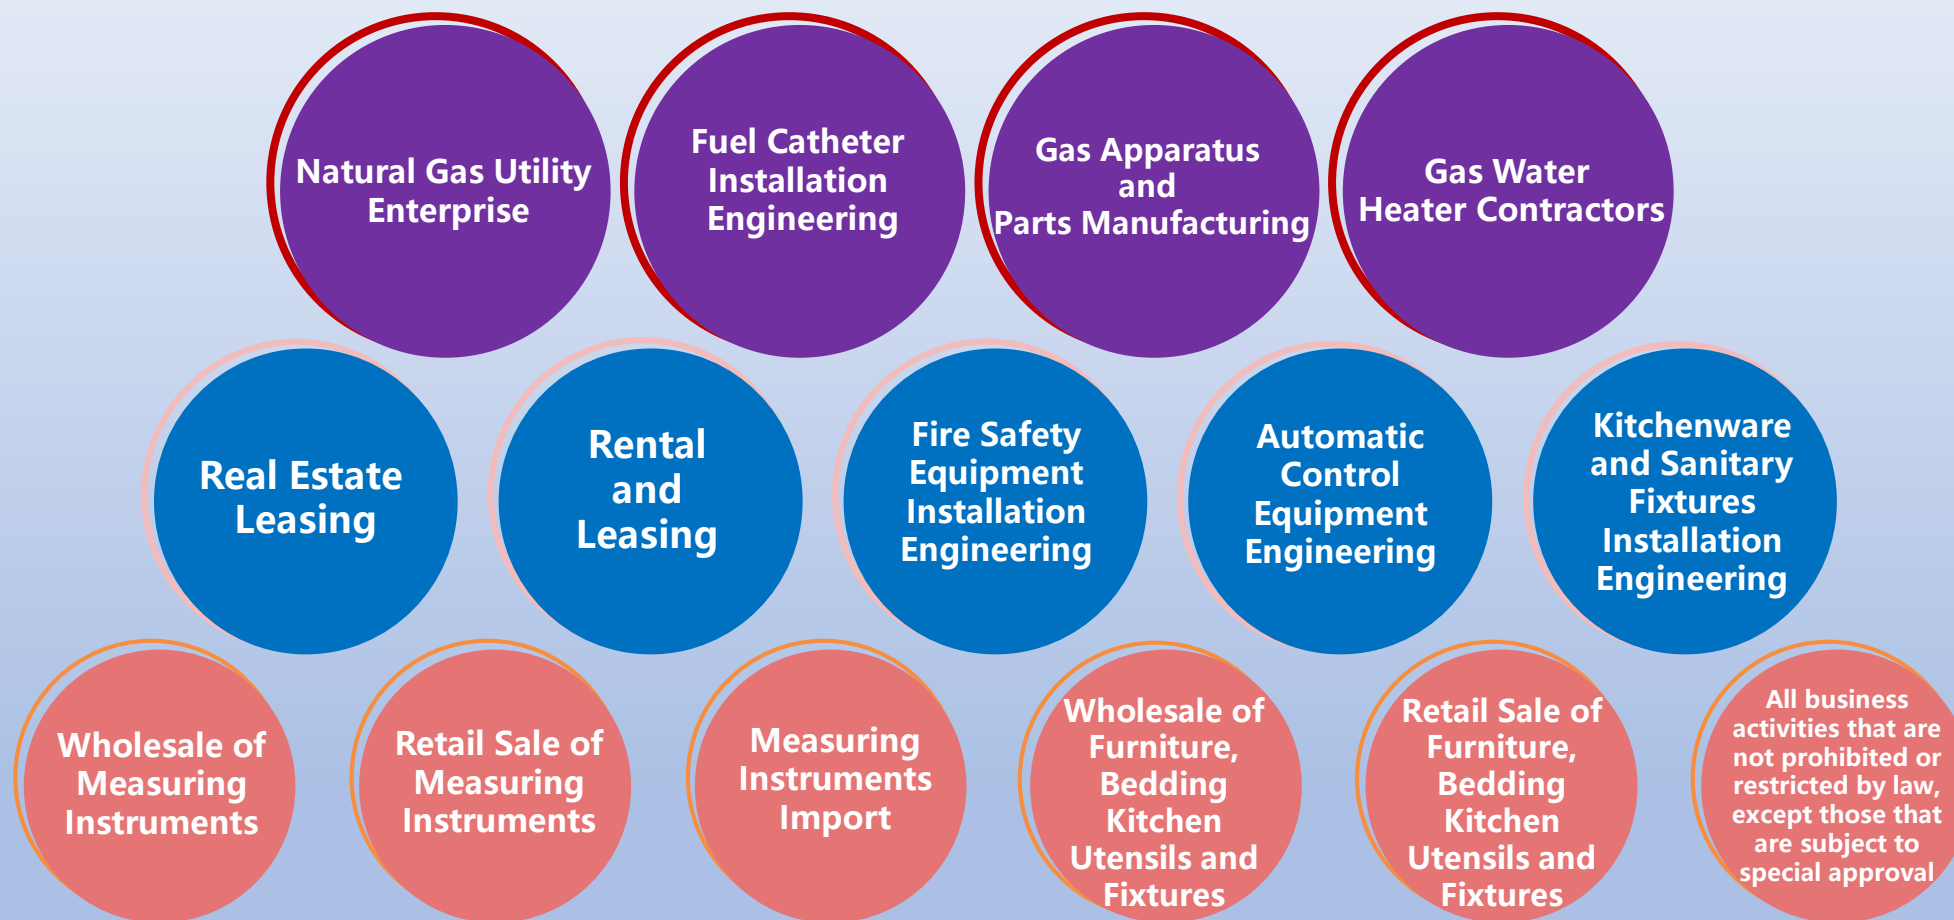 Natural Gas Utility
Enterprise
Fuel Catheter
Installation
Engineering
Gas Apparatus
and
Parts Manufacturing
Gas Water
Heater Contractors
Real Estate
Leasing
Rental
and
Leasing
Fire Safety
Equipment
Installation
Engineering
Automatic
Control
Equipment
Engineering
Kitchenware
and Sanitary
Fixtures
Installation
Engineering
Wholesale of
Measuring
Instruments
Retail Sale of
Measuring
Instruments
Measuring
Instruments
Import
Wholesale of
Furniture,
Bedding
Kitchen
Utensils and
Fixtures
Retail Sale of
Furniture,
Bedding
Kitchen
Utensils and
Fixtures
All business
activities that are
not prohibited or
restricted by law,
except those that
are subject to
special approval